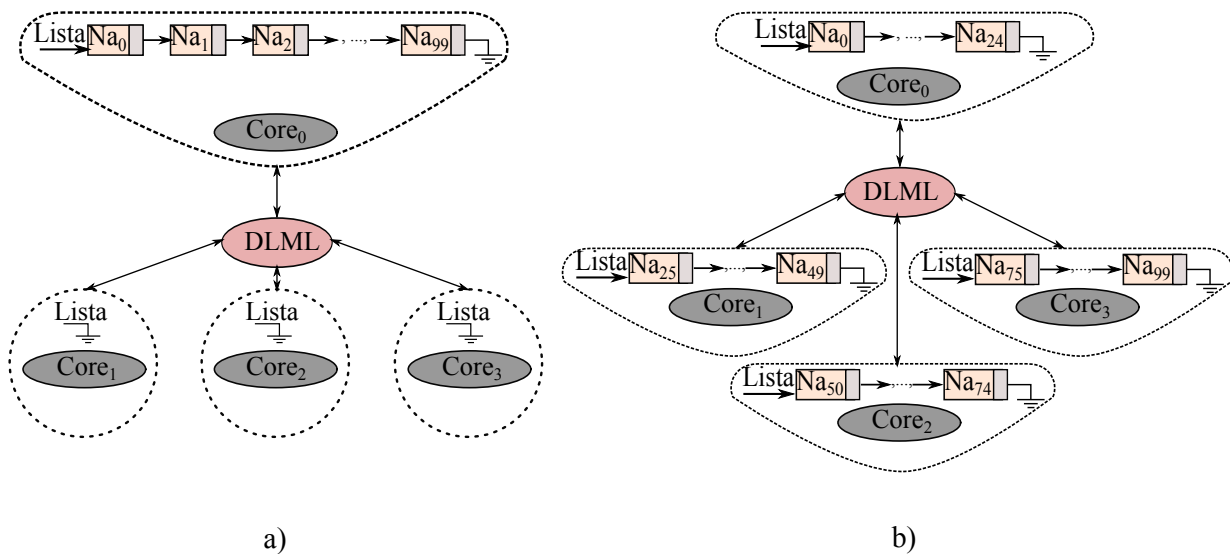 Lista Na0 Na1 Na2 ,..., Na99
Core0
DLML
Lista Lista Lista
Core1 Core2 Core3
a)
Lista Na0 ,..., Na24
Core0
DLML
Lista Na25 ,..., Na49
Core1
Lista Na75 ,..., Na99
Core3
Lista Na50 ,..., Na74
Core2
b)